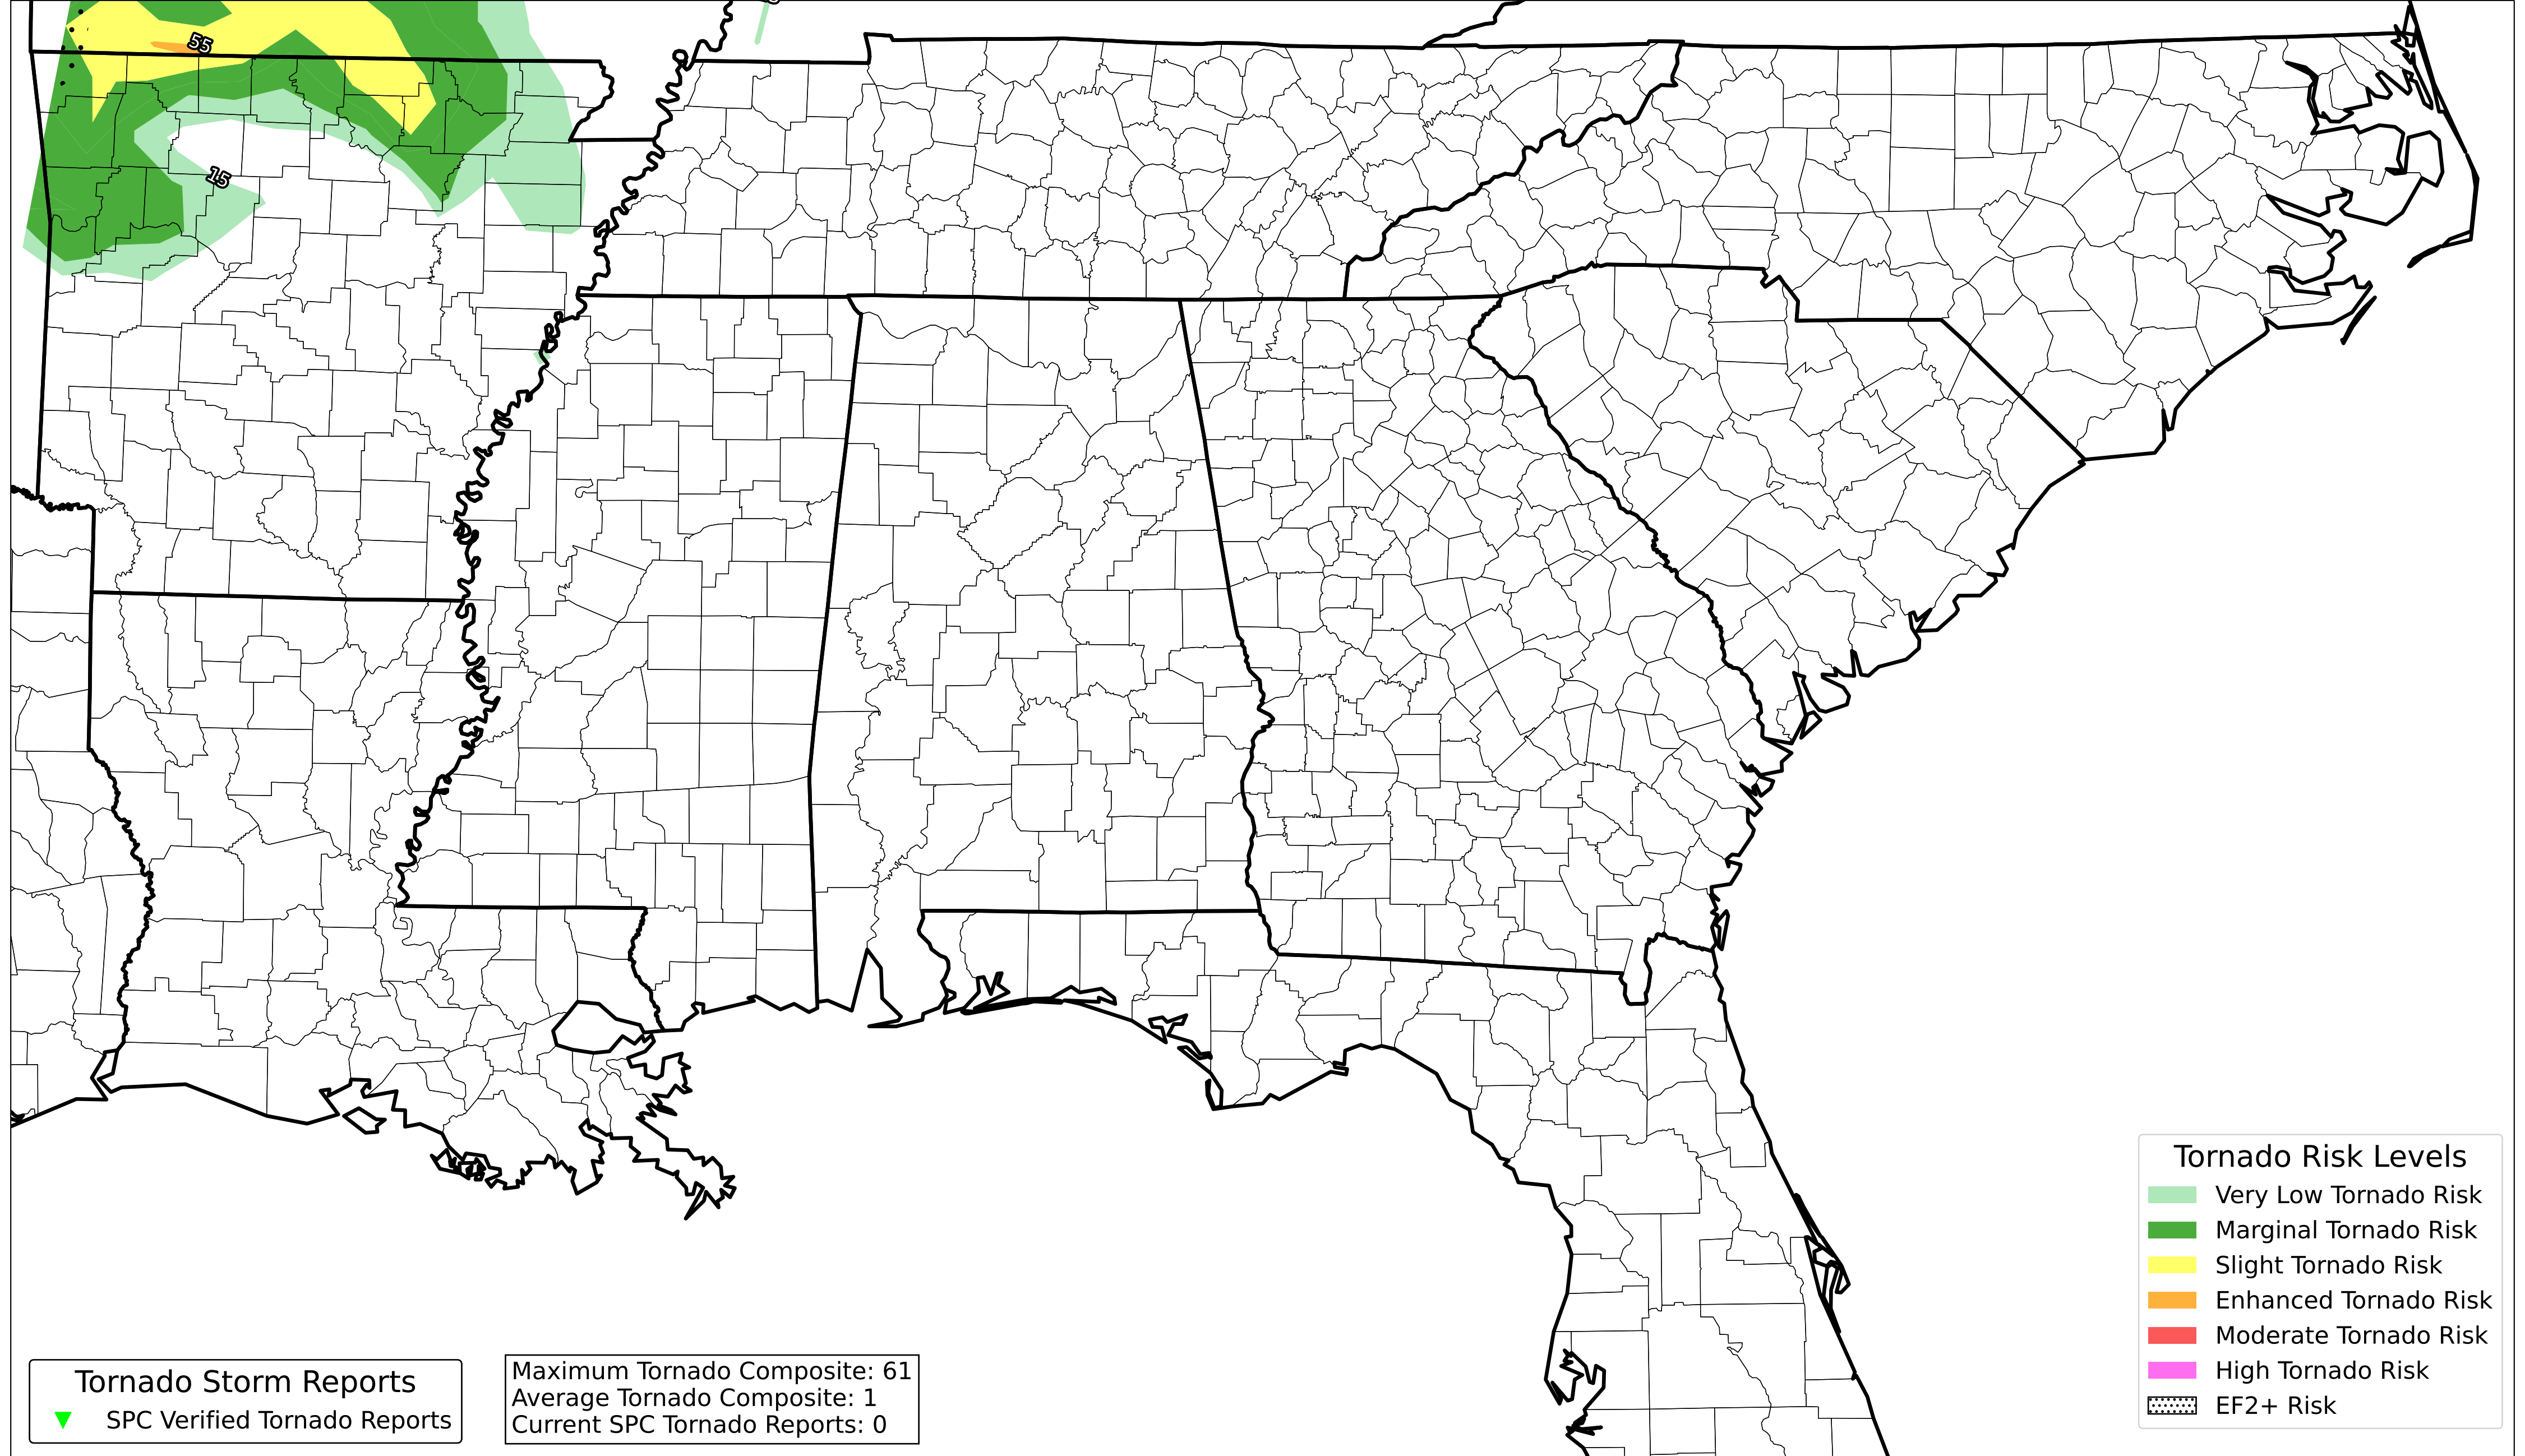 55
15
Tornado Risk Levels
Very Low Tornado Risk
Marginal Tornado Risk
Slight Tornado Risk
Enhanced Tornado Risk
Moderate Tornado Risk
High Tornado Risk
EF2+ Risk
Tornado Storm Reports
SPC Verified Tornado Reports
Maximum Tornado Composite: 61
Average Tornado Composite: 1
Current SPC Tornado Reports: 0